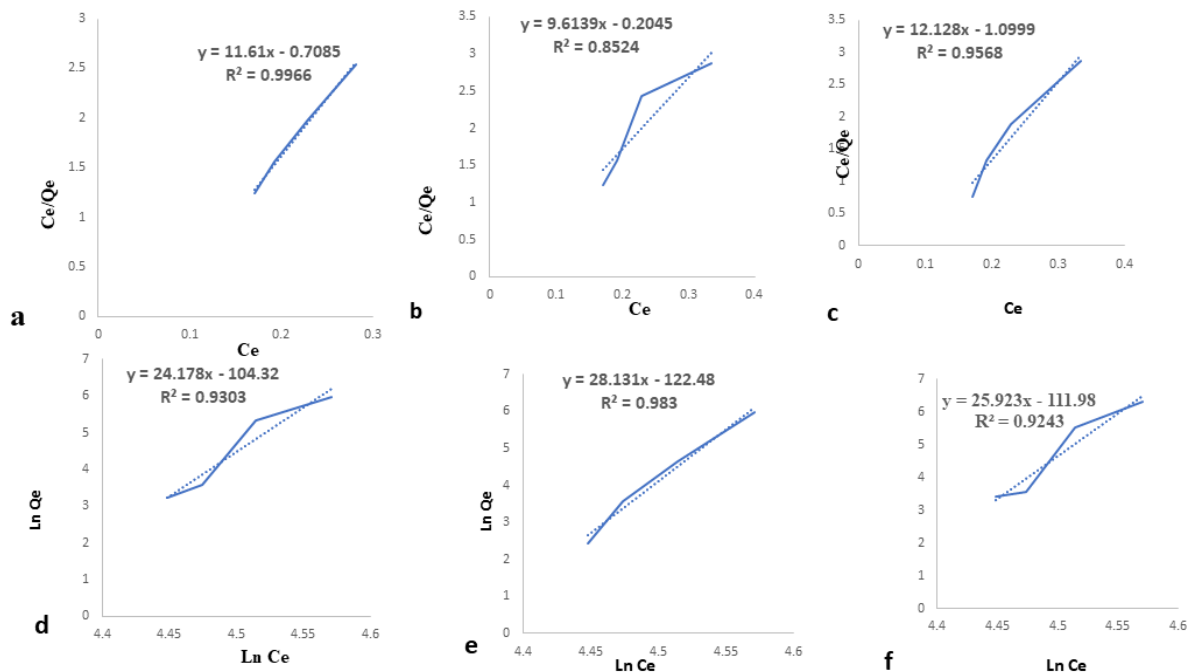 y = 11.61x - 0.7085
R² = 0.9966
3
2.5
2
1.5
1
0.5
0
Ce/Qe
0
0.1
0.2
0.3
Ce
a
y = 9.6139x - 0.2045
R² = 0.8524
3.5
3
2.5
2
1.5
1
0.5
0
Ce/Qe
0
0.1
0.2
0.3
0.4
Ce
b
y = 12.128x - 1.0999
R² = 0.9568
3.5
3
2.5
2
1.5
1
0.5
0
Ce/Qe
0
0.1
0.2
0.3
0.4
Ce
c
y = 24.178x - 104.32
R² = 0.9303
7
6
5
4
3
2
1
0
Ln Qe
4.4
4.45
4.5
4.55
4.6
Ln Ce
d
y = 28.131x - 122.48
R² = 0.983
7
6
5
4
3
2
1
0
Ln Qe
4.4
4.45
4.5
4.55
4.6
Ln Ce
e
y = 25.923x - 111.98
R² = 0.9243
7
6
5
4
3
2
1
0
Ln Qe
4.4
4.45
4.5
4.55
4.6
Ln Ce
f